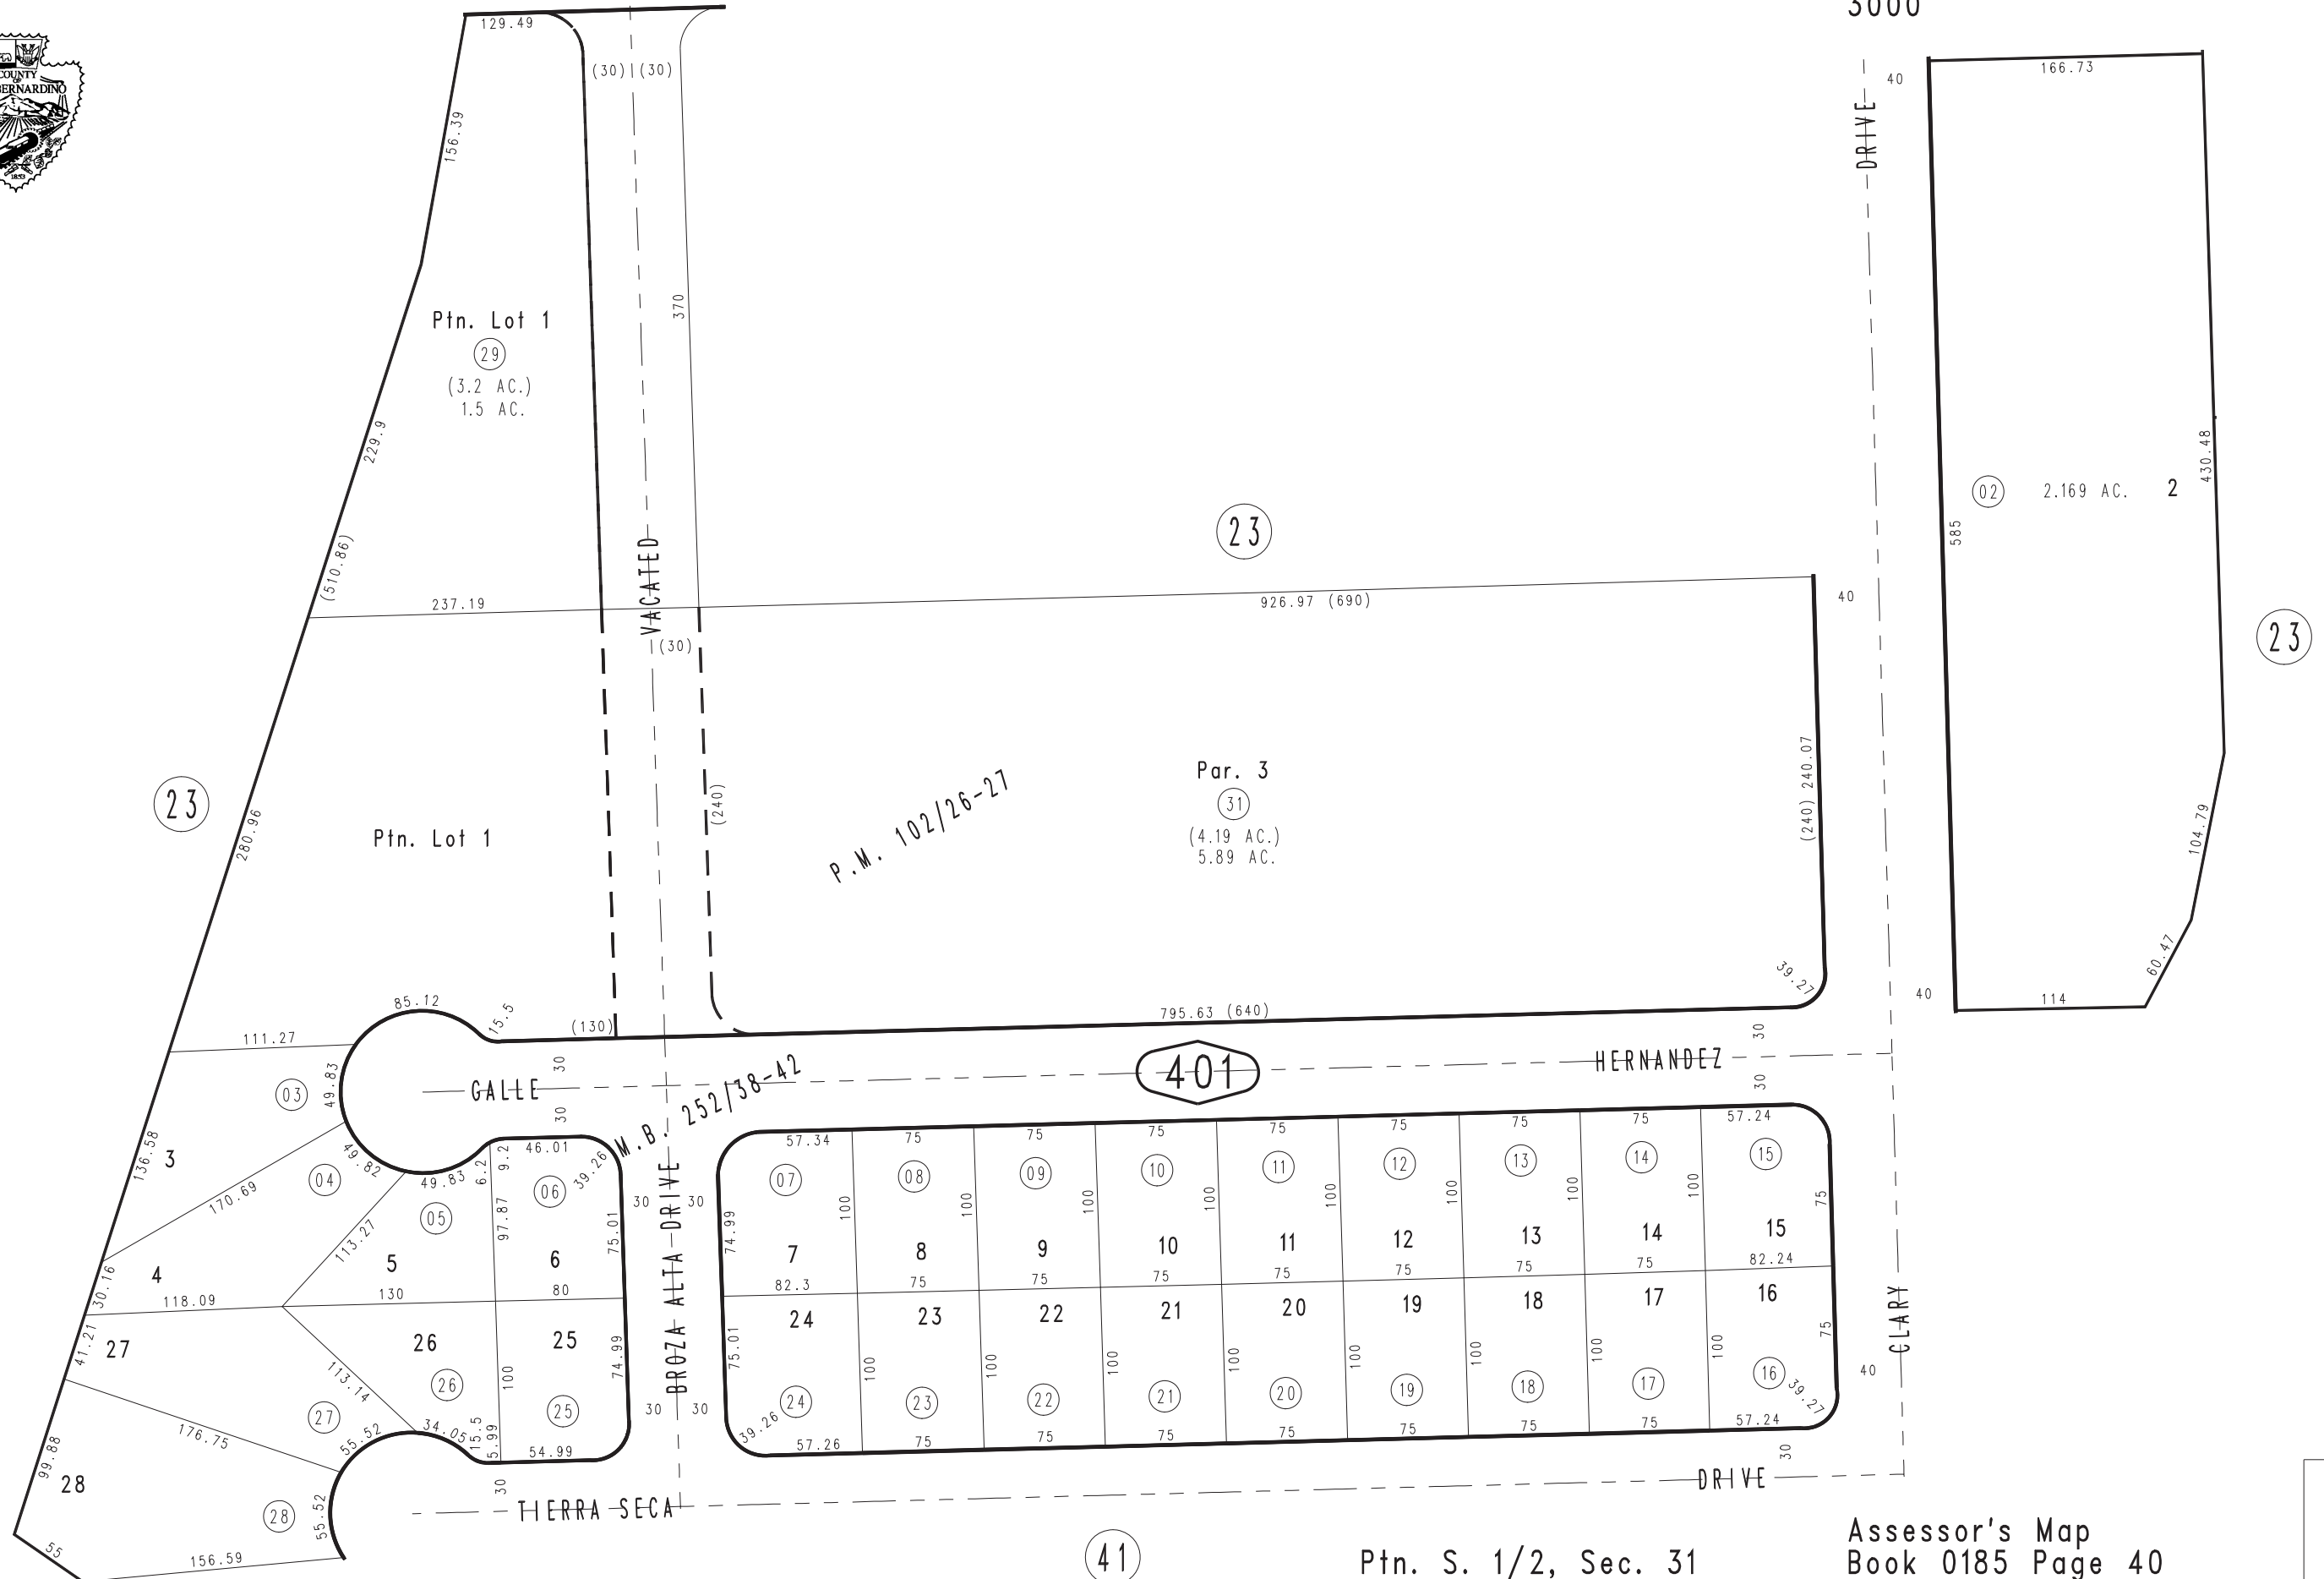 3000
COUNTY
OF
BERNARDINO
1853
129.49
(30) (30)
156.39
370
229.9
(510.86)
Ptn. Lot 1
29
(3.2 AC.)
1.5 AC.
VACATED
237.19
926.97 (690)
(30)
23
DRIVE
40
166.73
585
02 2.169 AC. 2
430.48
104.79
60.47
114
23
40
40
23
280.96
Ptn. Lot 1
(240)
P.M. 102/26-27
Par. 3
31
(4.19 AC.)
5.89 AC.
(240) 240.07
39.27
795.63 (640)
85.12
15.5
(130)
111.27
49.83
03
136.58
3
30
GALLE
30
401
HERNANDEZ
30
30
M.B. 252/38-42
49.82
04
170.69
49.83
6.2
9.2
46.01
39.26
06
05
97.87
113.27
75.01
5
6
4
30.16
118.09
130
80
30 30
BROZA ALTA DRIVE
57.34 75 75 75 75 75 75 75 57.24
07 08 09 10 11 12 13 14 15
74.99 100 100 100 100 100 100 100 100 75
7 8 9 10 11 12 13 14 15
82.3 75 75 75 75 75 75 75 82.24
24 23 22 21 20 19 18 17 16
75.01 100 100 100 100 100 100 100 100 75
24 23 22 21 20 19 18 17 16
39.26
39.27
57.26 75 75 75 75 75 75 75 57.24
41.21
27
26
25
113.14
26
100
74.99
25
27
176.75
55.52
34.05
15.5
5.99
54.99
30 30
99.88
28
28
55.52
55
156.59
30
TIERRA SECA
DRIVE
30
CLARY
40
41
Ptn. S. 1/2, Sec. 31
Assessor's Map
Book 0185 Page 40